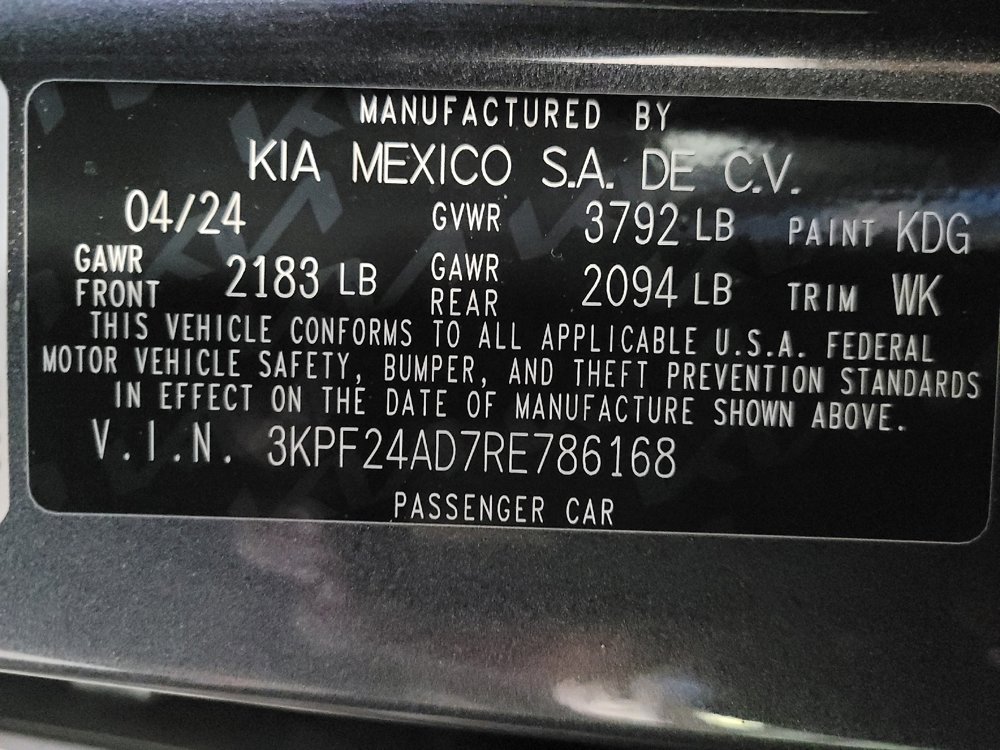 MANUFACTURED BY
KIA MEXICO S.A. DE C.V.
04/24 GVWR 3792 LB PAINT KDG
GAWR FRONT 2183 LB GAWR REAR 2094 LB TRIM WK
THIS VEHICLE CONFORMS TO ALL APPLICABLE U.S.A. FEDERAL
MOTOR VEHICLE SAFETY, BUMPER, AND THEFT PREVENTION STANDARDS
IN EFFECT ON THE DATE OF MANUFACTURE SHOWN ABOVE.
V.I.N. 3KPF24AD7RE786168
PASSENGER CAR